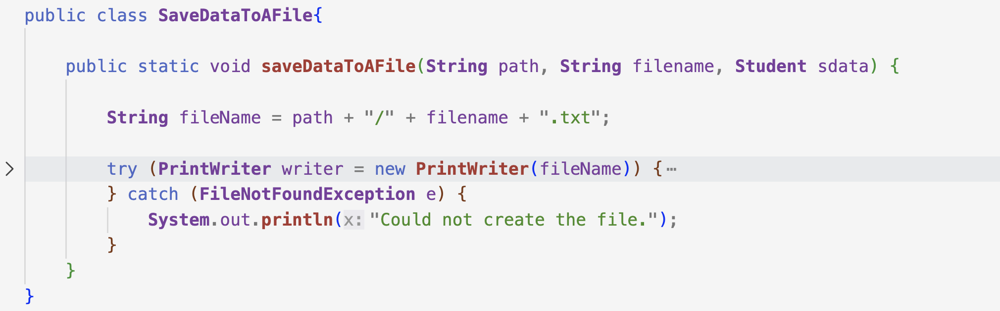 public class SaveDataToAFile{
public static void saveDataToAFile(String path, String filename, Student sdata) {
String fileName = path + "/" + filename + ".txt";
try (PrintWriter writer = new PrintWriter(fileName)) {⋯
} catch (FileNotFoundException e) {
System.out.println(x: "Could not create the file.");
}
}
}